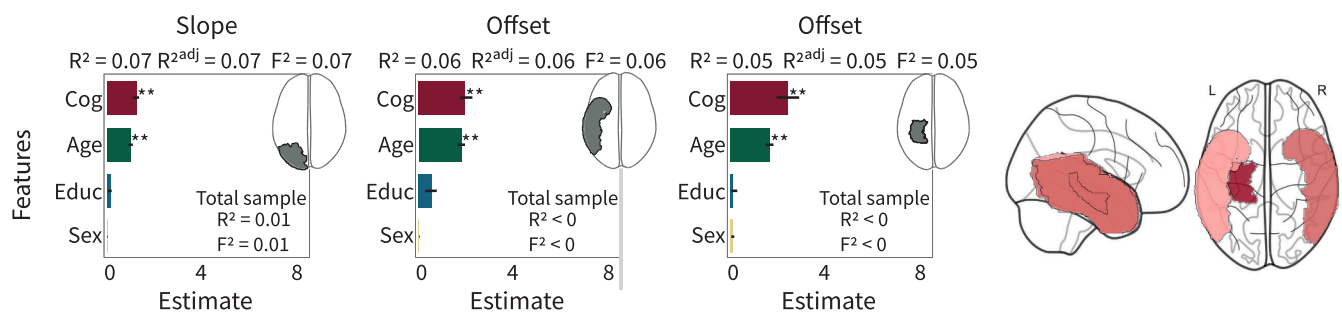 Slope
R² = 0.07 R²ᵃᵈʲ = 0.07 F² = 0.07
Features
Cog
**
Age
**
Educ
Sex
Total sample
R² = 0.01
F² = 0.01
0 4 8
Estimate
Offset
R² = 0.06 R²ᵃᵈʲ = 0.06 F² = 0.06
Cog
**
Age
**
Educ
Sex
Total sample
R² < 0
F² < 0
0 4 8
Estimate
Offset
R² = 0.05 R²ᵃᵈʲ = 0.05 F² = 0.05
Cog
**
Age
**
Educ
Sex
Total sample
R² < 0
F² < 0
0 4 8
Estimate
L R